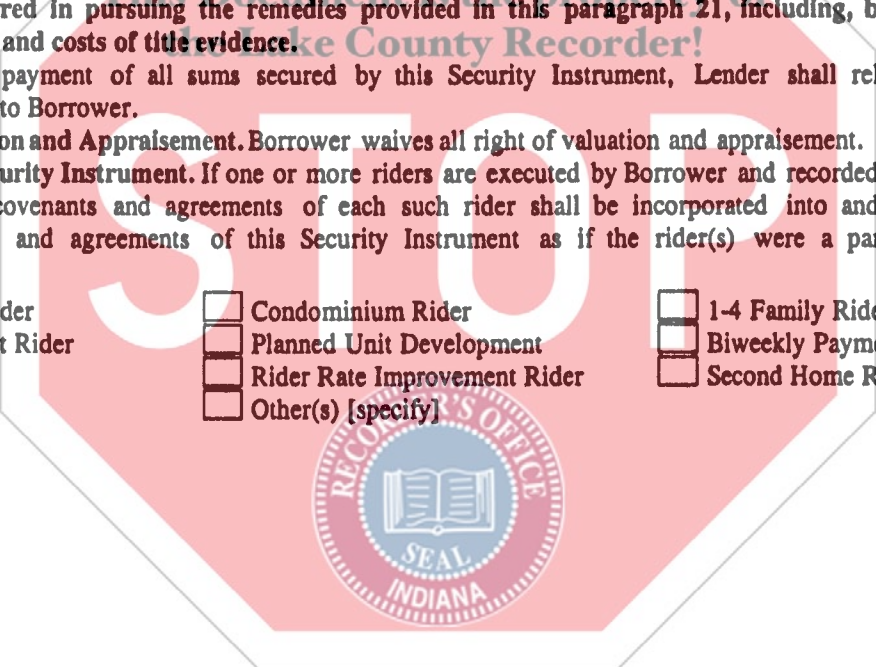 red in pursuing the remedies provided in this paragraph 21, including, b
and costs of title evidence.
the Lake County Recorder!
payment of all sums secured by this Security Instrument, Lender shall rel
to Borrower.
on and Appraisement. Borrower waives all right of valuation and appraisement.
urity Instrument. If one or more riders are executed by Borrower and recorded
covenants and agreements of each such rider shall be incorporated into and
and agreements of this Security Instrument as if the rider(s) were a par
STOP
der Condominium Rider 1-4 Family Ride
t Rider Planned Unit Development Biweekly Payme
Rider Rate Improvement Rider Second Home R
Other(s) [specify]
RECORDER'S OFFICE
SEAL
INDIANA